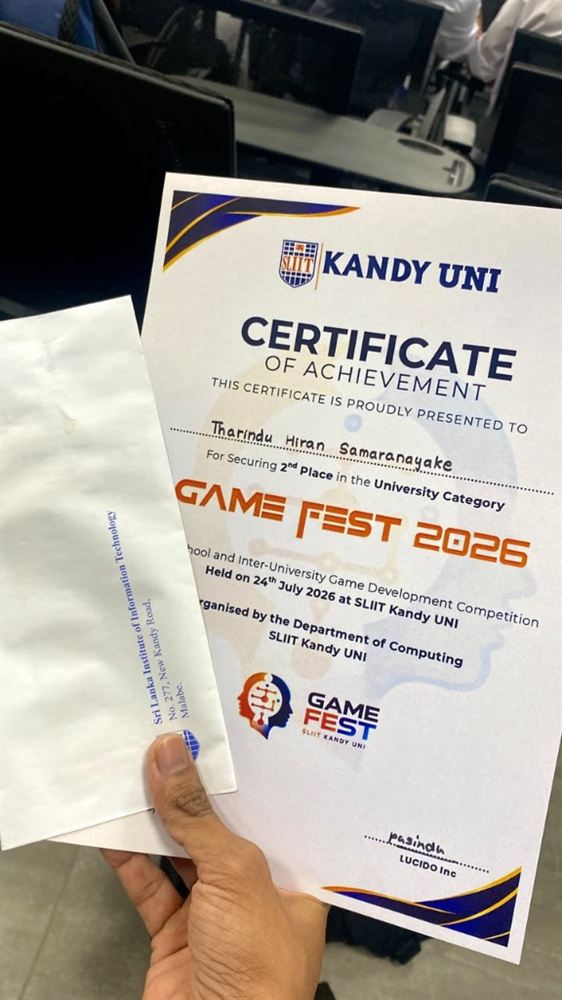 SLIIT
KANDY UNI
CERTIFICATE
OF ACHIEVEMENT
THIS CERTIFICATE IS PROUDLY PRESENTED TO
Tharindu Hiran Samaranayake
For Securing 2nd Place in the University Category
GAME FEST 2026
hool and Inter-University Game Development Competition
Held on 24th July 2026 at SLIIT Kandy UNI
rganised by the Department of Computing
SLIIT Kandy UNI
GAME
FEST
SLIIT KANDY UNI
pasindu
LUCIDO Inc
Sri Lanka Institute of Information Technology
No. 277, New Kandy Road,
Malabe.